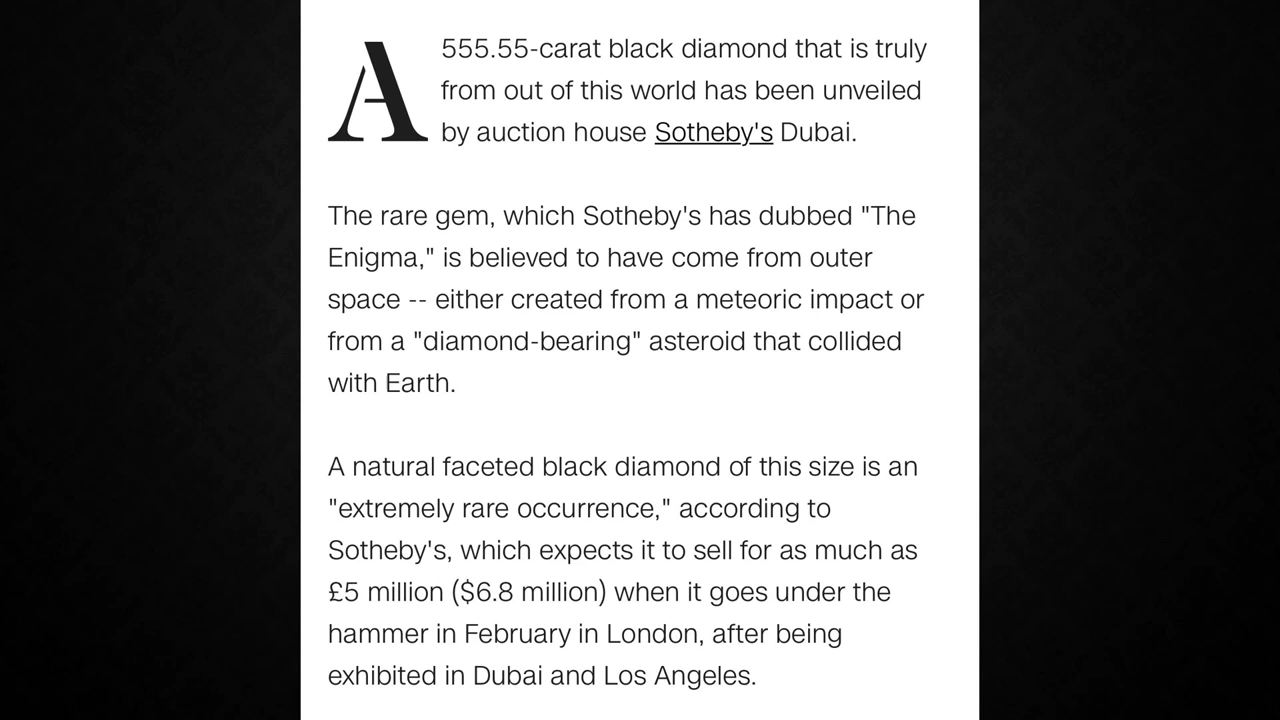 A 555.55-carat black diamond that is truly
from out of this world has been unveiled
by auction house Sotheby's Dubai.
The rare gem, which Sotheby's has dubbed "The
Enigma," is believed to have come from outer
space -- either created from a meteoric impact or
from a "diamond-bearing" asteroid that collided
with Earth.
A natural faceted black diamond of this size is an
"extremely rare occurrence," according to
Sotheby's, which expects it to sell for as much as
£5 million ($6.8 million) when it goes under the
hammer in February in London, after being
exhibited in Dubai and Los Angeles.